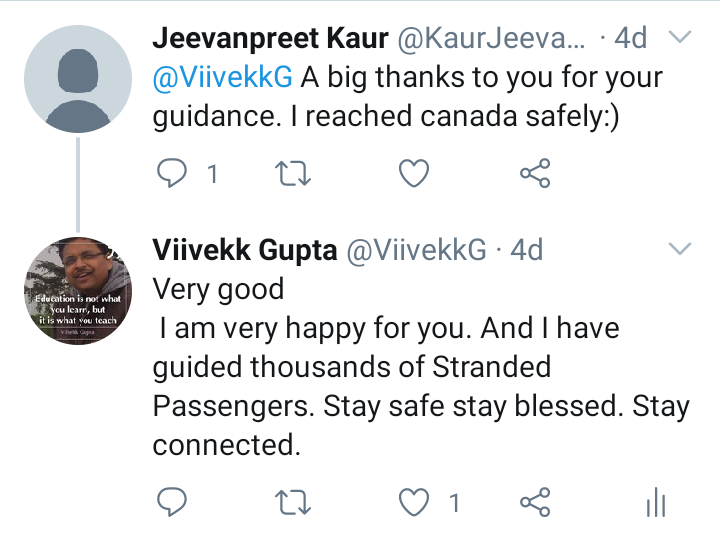 Jeevanpreet Kaur @KaurJeeva... · 4d
@ViivekkG A big thanks to you for your
guidance. I reached canada safely:)
1
Viivekk Gupta @ViivekkG · 4d
Very good
I am very happy for you. And I have
guided thousands of Stranded
Passengers. Stay safe stay blessed. Stay
connected.
1
Education is not what
you learn, but
it is what you teach
Viivekk Gupta